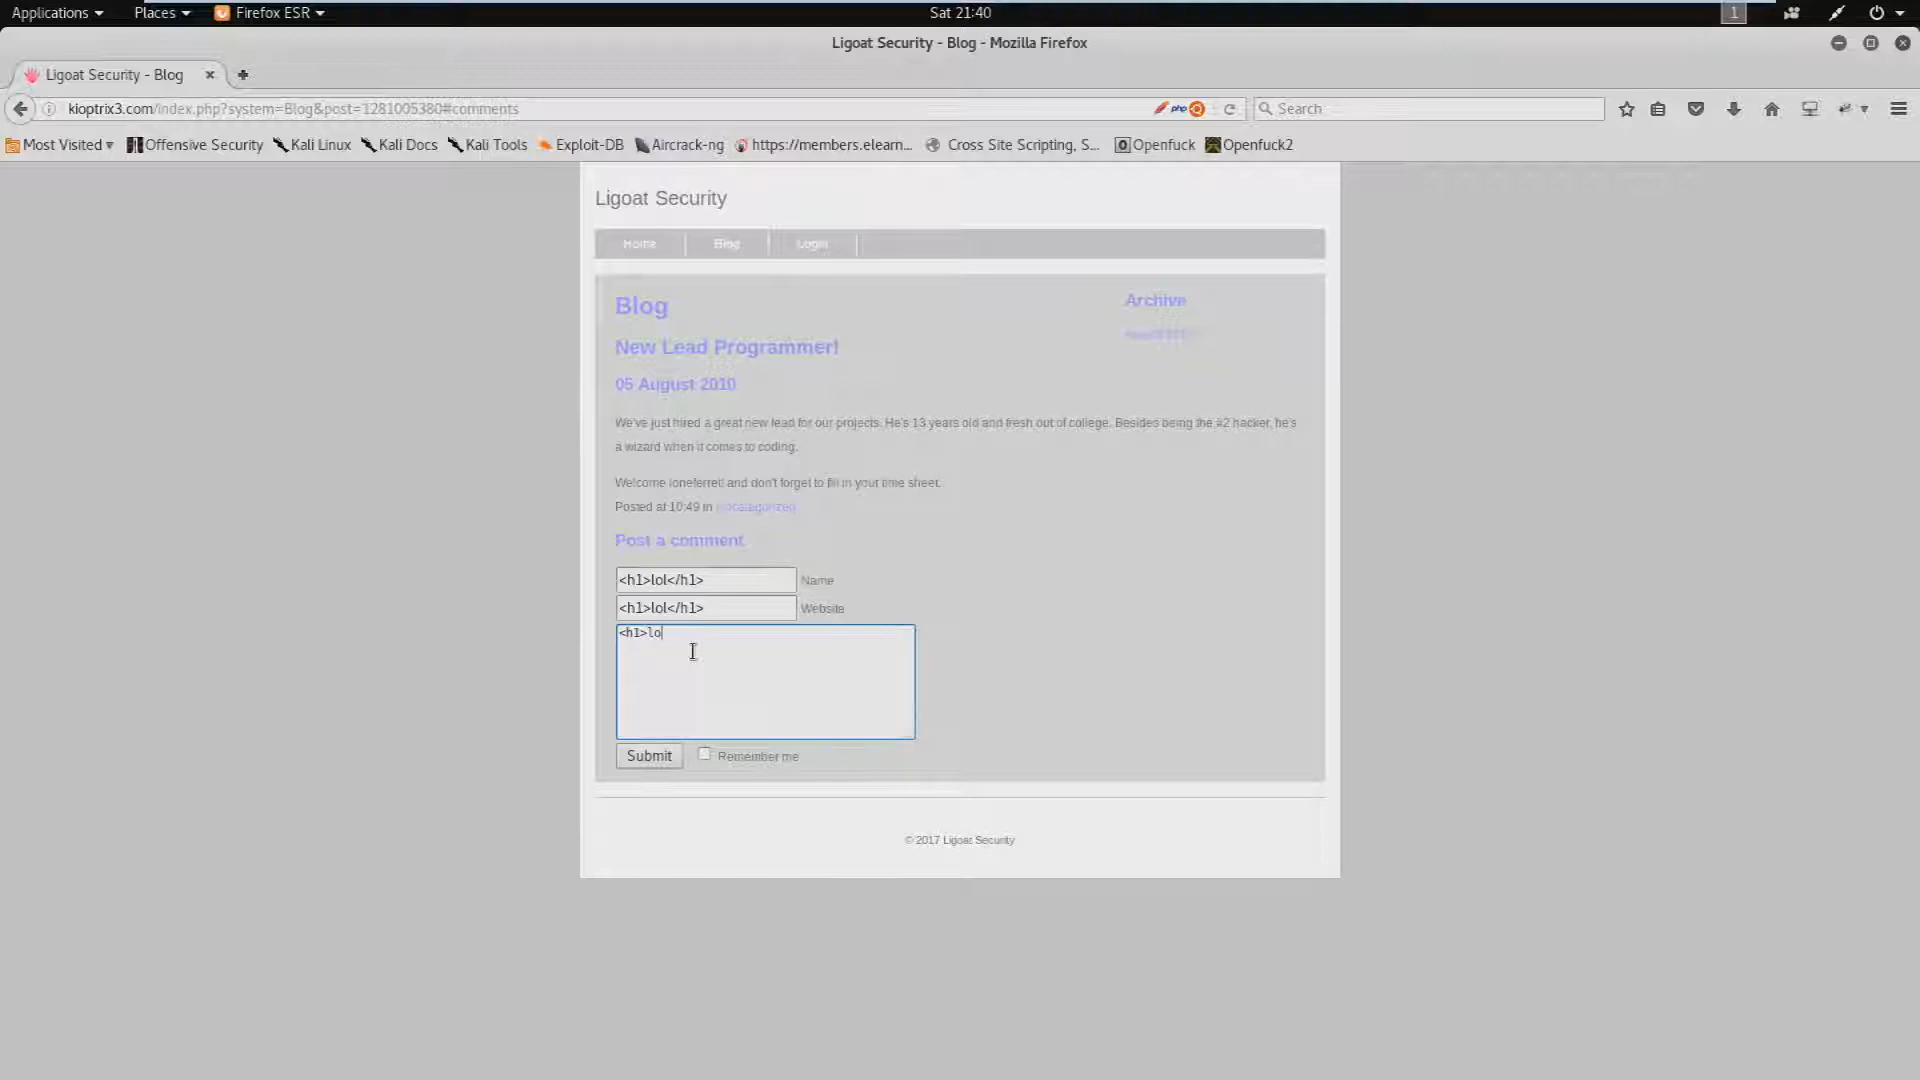 Applications Places Firefox ESR Sat 21:40 1
Ligoat Security - Blog - Mozilla Firefox
Ligoat Security - Blog
kioptrix3.com/index.php?system=Blog&post=1281005380#comments php Search
Most Visited Offensive Security Kali Linux Kali Docs Kali Tools Exploit-DB Aircrack-ng https://members.elearn... Cross Site Scripting, S... Openfuck Openfuck2
Ligoat Security
Home Blog Login
Blog Archive
New Lead Programmer!
05 August 2010
We've just hired a great new lead for our projects. He's 13 years old and fresh out of college. Besides being the #2 hacker, he's
a wizard when it comes to coding.
Welcome loneferret! and don't forget to fill in your time sheet.
Posted at 10:49 in Uncategorized
Post a comment
<h1>lol</h1> Name
<h1>lol</h1> Website
<h1>lo
Submit Remember me
© 2017 Ligoat Security